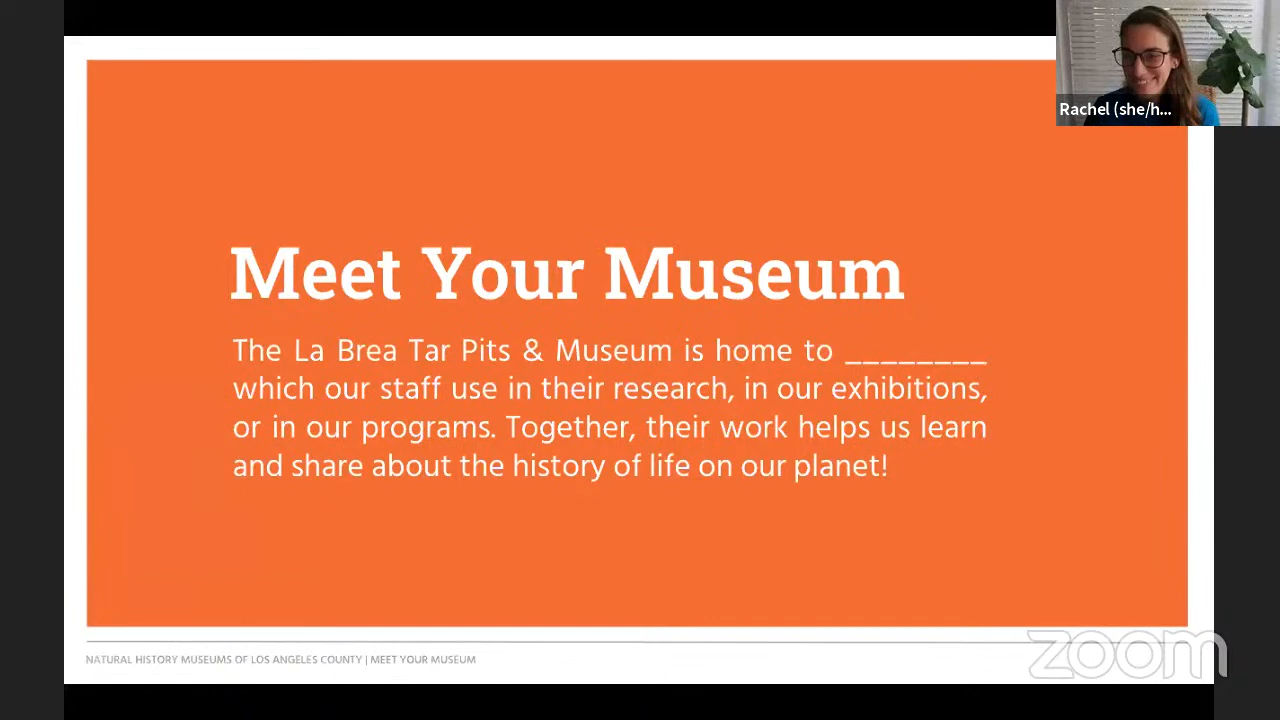 Rachel (she/h...
Meet Your Museum
The La Brea Tar Pits & Museum is home to ________
which our staff use in their research, in our exhibitions,
or in our programs. Together, their work helps us learn
and share about the history of life on our planet!
NATURAL HISTORY MUSEUMS OF LOS ANGELES COUNTY | MEET YOUR MUSEUM
zoom